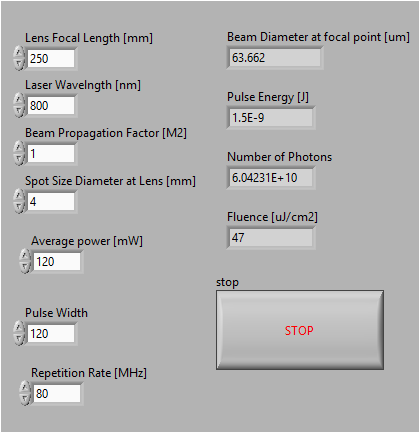 Lens Focal Length [mm]
250
Laser Wavelngth [nm]
800
Beam Propagation Factor [M2]
1
Spot Size Diameter at Lens [mm]
4
Average power [mW]
120
Pulse Width
120
Repetition Rate [MHz]
80
Beam Diameter at focal point [um]
63.662
Pulse Energy [J]
1.5E-9
Number of Photons
6.04231E+10
Fluence [uJ/cm2]
47
stop
STOP